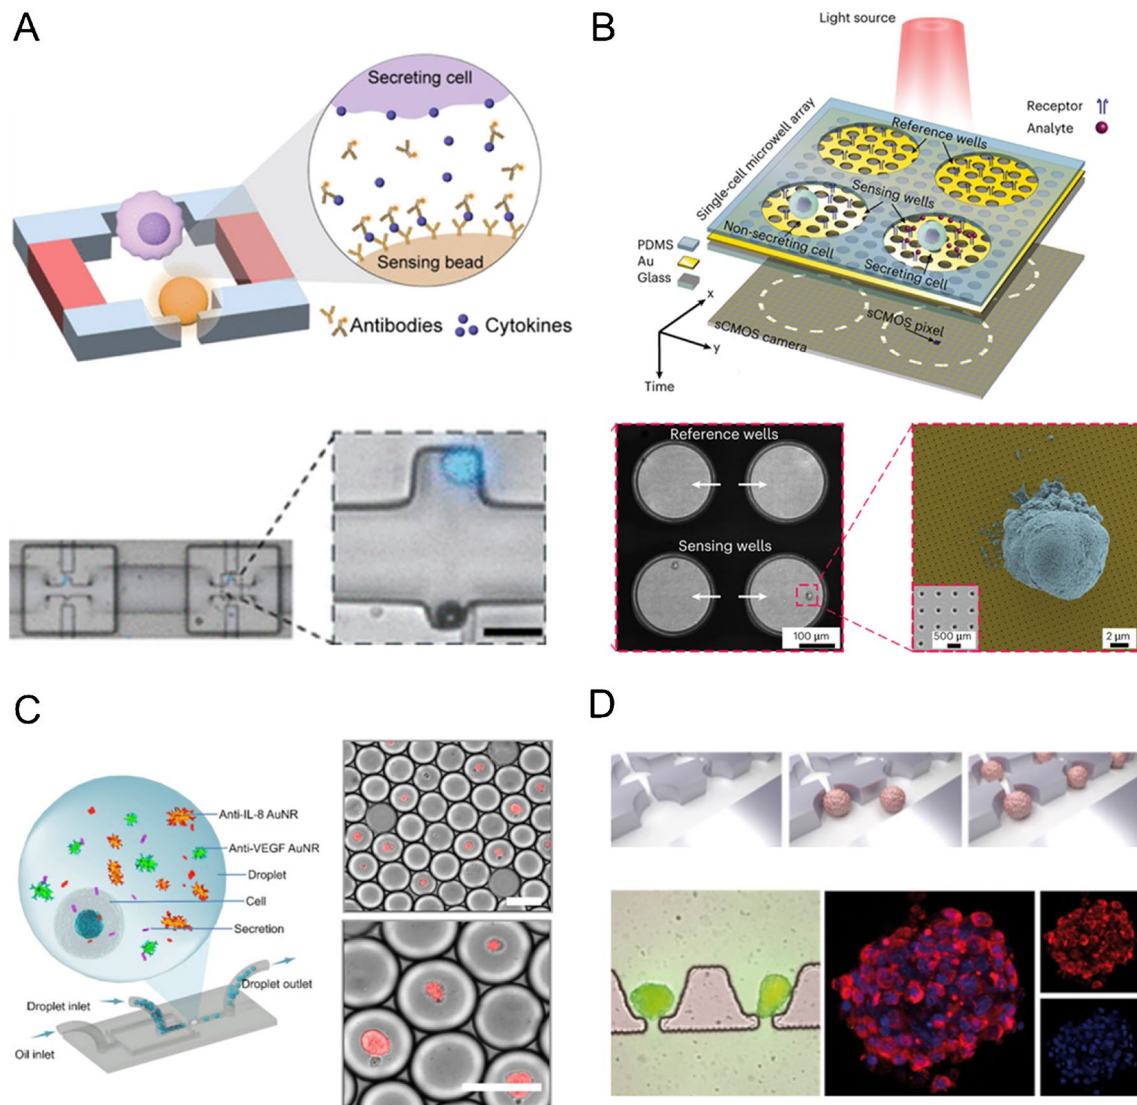 A
Secreting cell
Sensing bead
Antibodies
Cytokines
B
Light source
Receptor
Analyte
Single-cell microwell array
Reference wells
Sensing wells
Non-secreting cell
Secreting cell
PDMS
Au
Glass
x
y
Time
sCMOS camera
sCMOS pixel
Reference wells
Sensing wells
100 µm
500 µm
2 µm
C
Anti-IL-8 AuNR
Anti-VEGF AuNR
Droplet
Cell
Secretion
Droplet inlet
Droplet outlet
Oil inlet
D